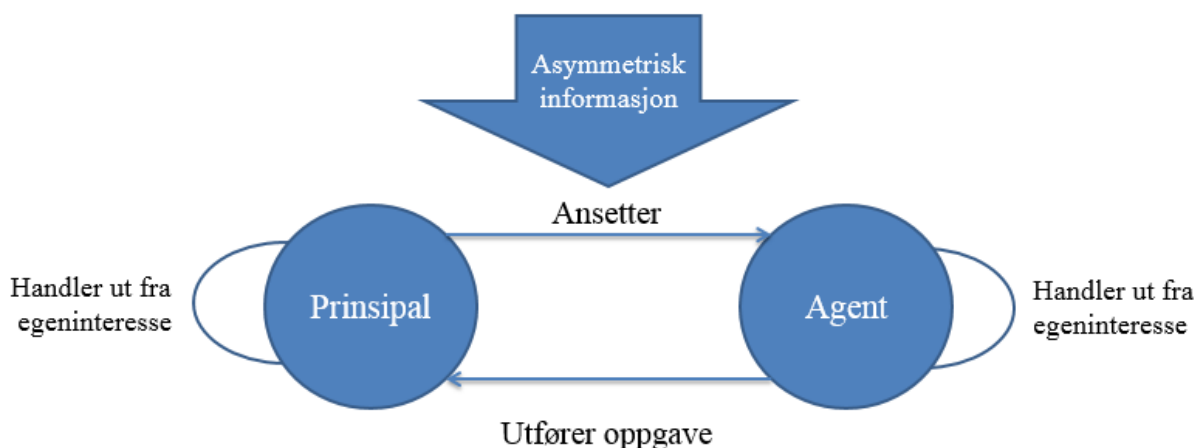 Asymmetrisk
informasjon
Ansetter
Handler ut fra
egeninteresse
Prinsipal
Agent
Handler ut fra
egeninteresse
Utfører oppgave